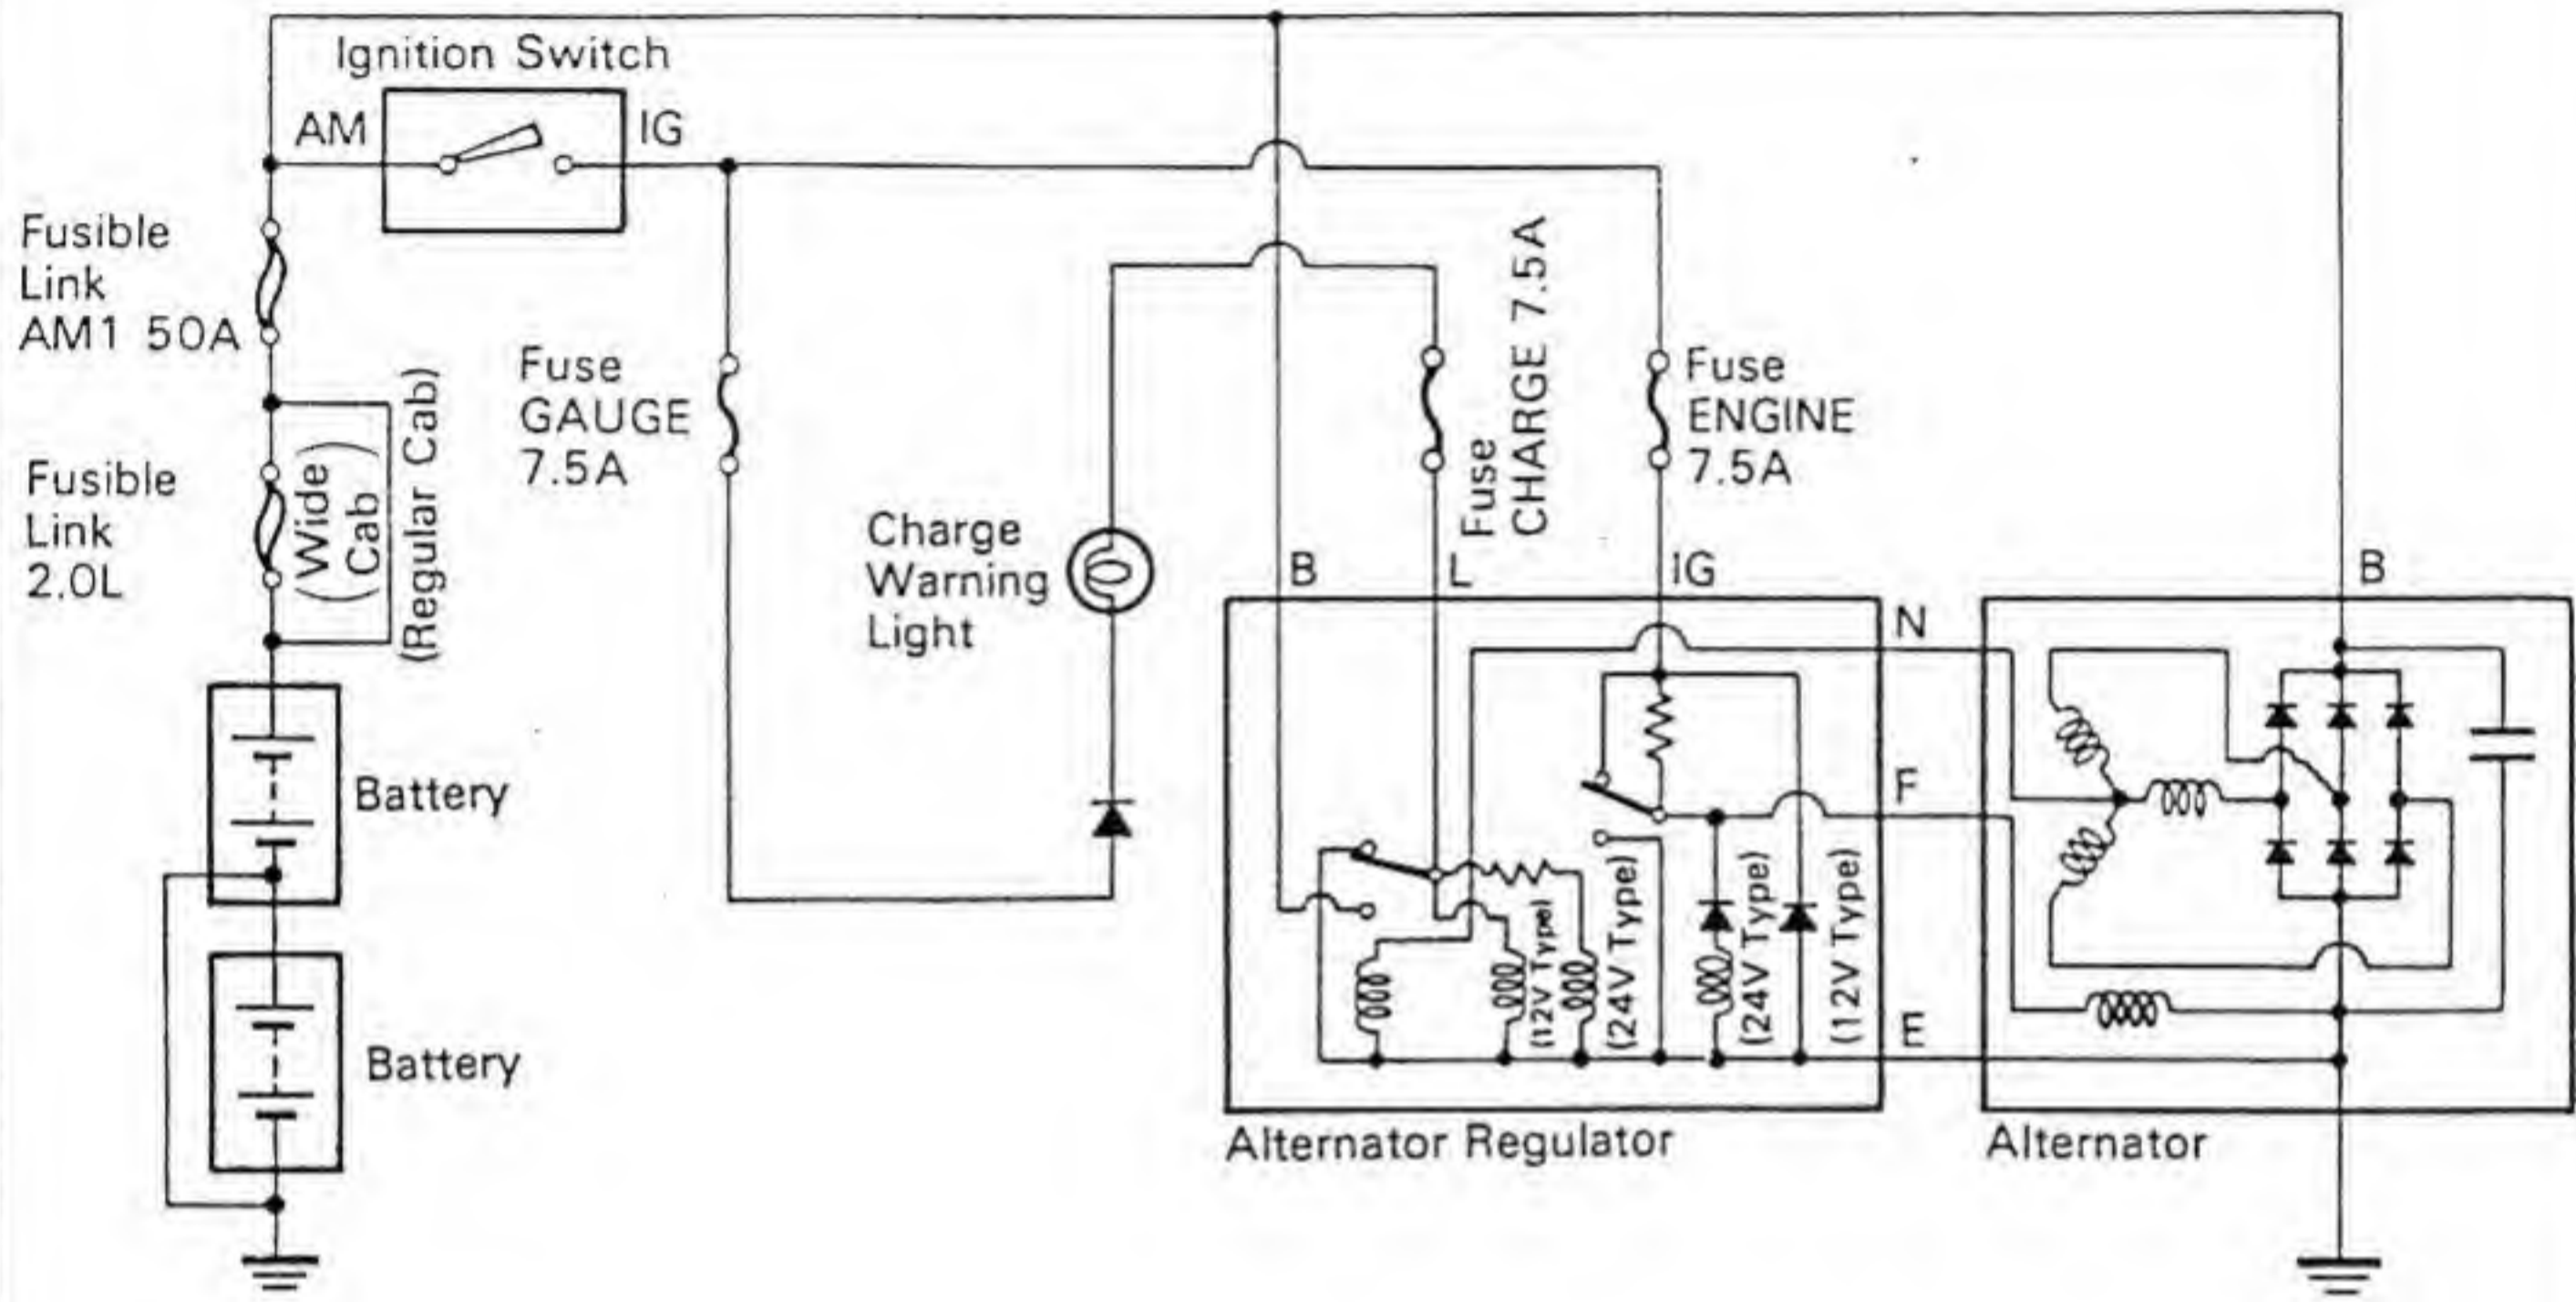 Ignition Switch
AM
IG
Fusible
Link
AM1 50A
Fuse
GAUGE
7.5A
(Regular Cab)
Fusible
Link
2.0L
(Wide
Cab)
Charge
Warning
Light
Fuse
CHARGE 7.5A
Fuse
ENGINE
7.5A
B
L
IG
N
B
F
E
Battery
Battery
(12V Type)
(24V Type)
(24V Type)
(12V Type)
Alternator Regulator
Alternator